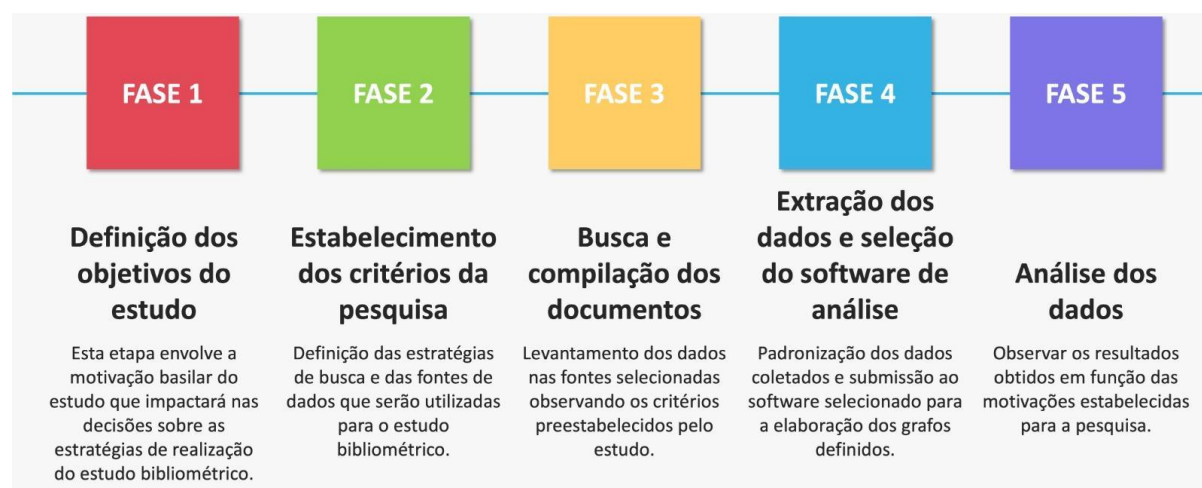 FASE 1
Definição dos
objetivos do
estudo
Esta etapa envolve a
motivação basilar do
estudo que impactará nas
decisões sobre as
estratégias de realização
do estudo bibliométrico.
FASE 2
Estabelecimento
dos critérios da
pesquisa
Definição das estratégias
de busca e das fontes de
dados que serão utilizadas
para o estudo
bibliométrico.
FASE 3
Busca e
compilação dos
documentos
Levantamento dos dados
nas fontes selecionadas
observando os critérios
preestabelecidos pelo
estudo.
FASE 4
Extração dos
dados e seleção
do software de
análise
Padronização dos dados
coletados e submissão ao
software selecionado para
a elaboração dos grafos
definidos.
FASE 5
Análise dos
dados
Observar os resultados
obtidos em função das
motivações estabelecidas
para a pesquisa.